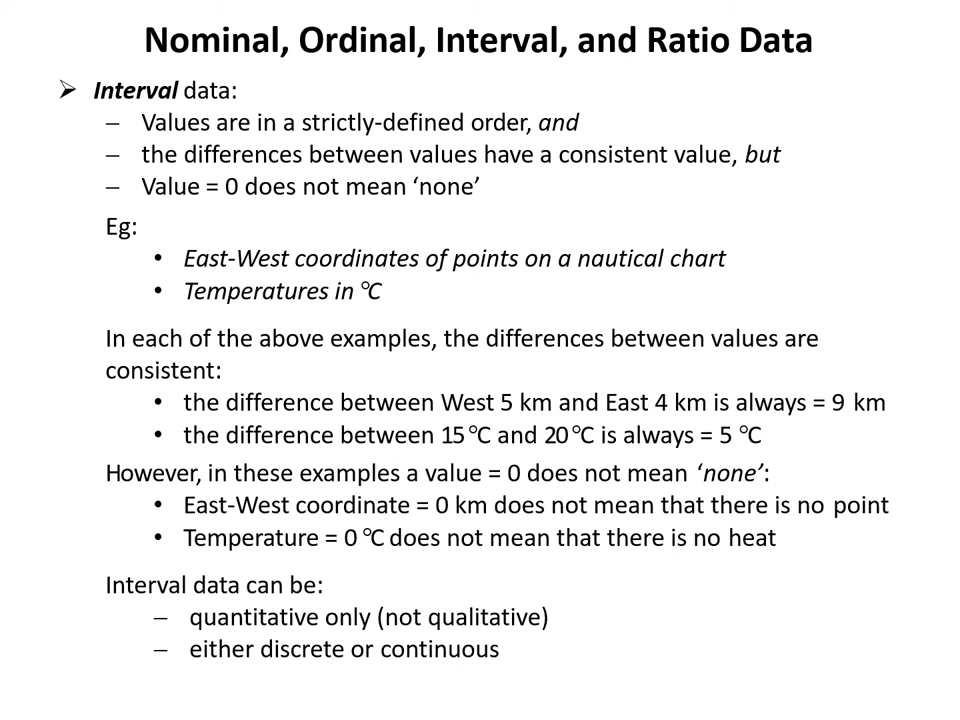 Nominal, Ordinal, Interval, and Ratio Data
➢ Interval data:
– Values are in a strictly-defined order, and
– the differences between values have a consistent value, but
– Value = 0 does not mean ‘none’
Eg:
• East-West coordinates of points on a nautical chart
• Temperatures in °C
In each of the above examples, the differences between values are
consistent:
• the difference between West 5 km and East 4 km is always = 9 km
• the difference between 15°C and 20°C is always = 5 °C
However, in these examples a value = 0 does not mean ‘none’:
• East-West coordinate = 0 km does not mean that there is no point
• Temperature = 0 °C does not mean that there is no heat
Interval data can be:
– quantitative only (not qualitative)
– either discrete or continuous